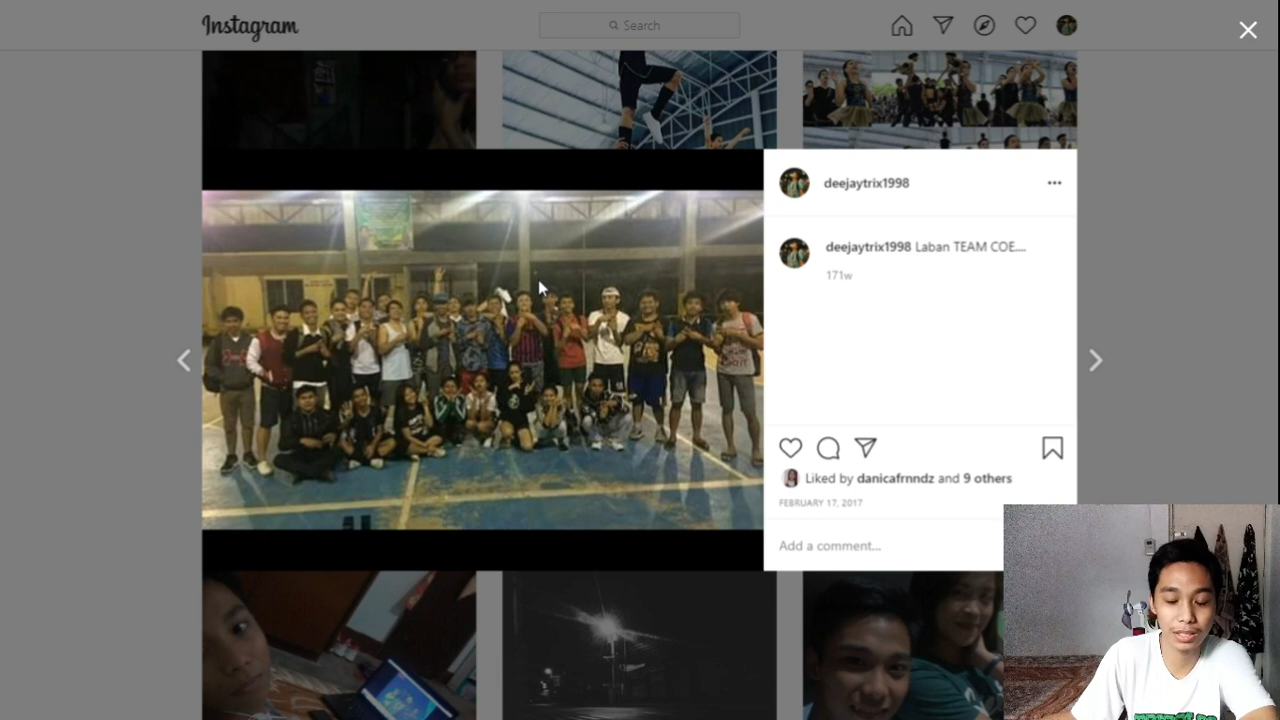 Instagram
Search
deejaytrix1998
deejaytrix1998 Laban TEAM COE....
171w
Liked by danicafrnndz and 9 others
FEBRUARY 17, 2017
Add a comment...